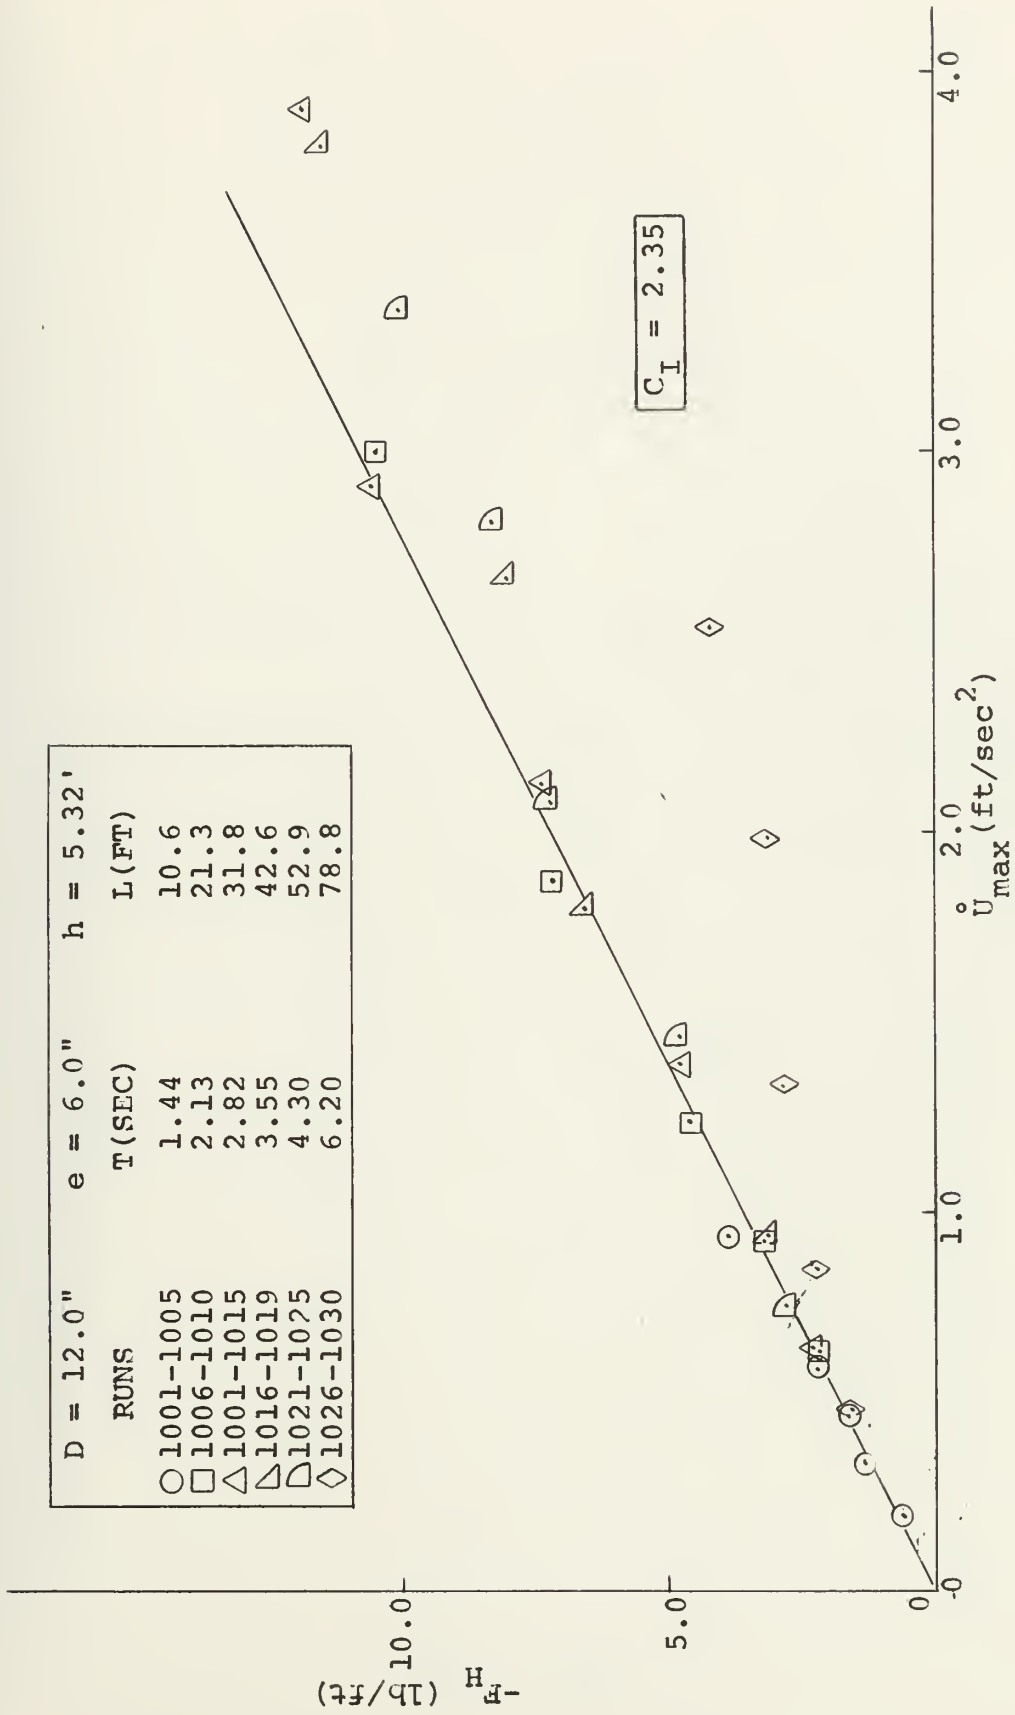 D = 12.0" e = 6.0" h = 5.32'
RUNS T(SEC) L(FT)
1001-1005 1.44 10.6
1006-1010 2.13 21.3
1001-1015 2.82 31.8
1016-1019 3.55 42.6
1021-1025 4.30 52.9
1026-1030 6.20 78.8
C_I = 2.35
-F_H (lb/ft)
10.0
5.0
0
0 1.0 2.0 3.0 4.0
Ů_max (ft/sec²)